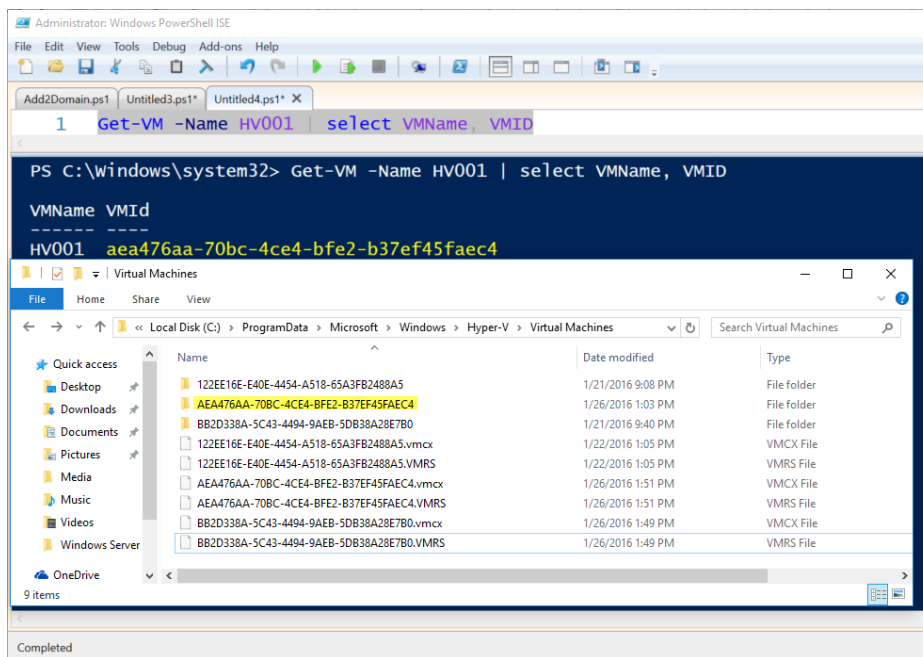 Administrator: Windows PowerShell ISE
File Edit View Tools Debug Add-ons Help
Add2Domain.ps1 Untitled3.ps1* Untitled4.ps1* X
1 Get-VM -Name HV001 | select VMName, VMID
PS C:\Windows\system32> Get-VM -Name HV001 | select VMName, VMID
VMName VMId
------ ----
HV001 aea476aa-70bc-4ce4-bfe2-b37ef45faec4
Virtual Machines
File Home Share View
« Local Disk (C:) > ProgramData > Microsoft > Windows > Hyper-V > Virtual Machines Search Virtual Machines
Name Date modified Type
Quick access
Desktop
Downloads
Documents
Pictures
Media
Music
Videos
Windows Server
OneDrive
122EE16E-E40E-4454-A518-65A3FB2488A5 1/21/2016 9:08 PM File folder
AEA476AA-70BC-4CE4-BFE2-B37EF45FAEC4 1/26/2016 1:03 PM File folder
BB2D338A-5C43-4494-9AEB-5DB38A28E7B0 1/21/2016 9:40 PM File folder
122EE16E-E40E-4454-A518-65A3FB2488A5.vmcx 1/22/2016 1:05 PM VMCX File
122EE16E-E40E-4454-A518-65A3FB2488A5.VMRS 1/22/2016 1:05 PM VMRS File
AEA476AA-70BC-4CE4-BFE2-B37EF45FAEC4.vmcx 1/26/2016 1:51 PM VMCX File
AEA476AA-70BC-4CE4-BFE2-B37EF45FAEC4.VMRS 1/26/2016 1:51 PM VMRS File
BB2D338A-5C43-4494-9AEB-5DB38A28E7B0.vmcx 1/26/2016 1:49 PM VMCX File
BB2D338A-5C43-4494-9AEB-5DB38A28E7B0.VMRS 1/26/2016 1:49 PM VMRS File
9 items
Completed